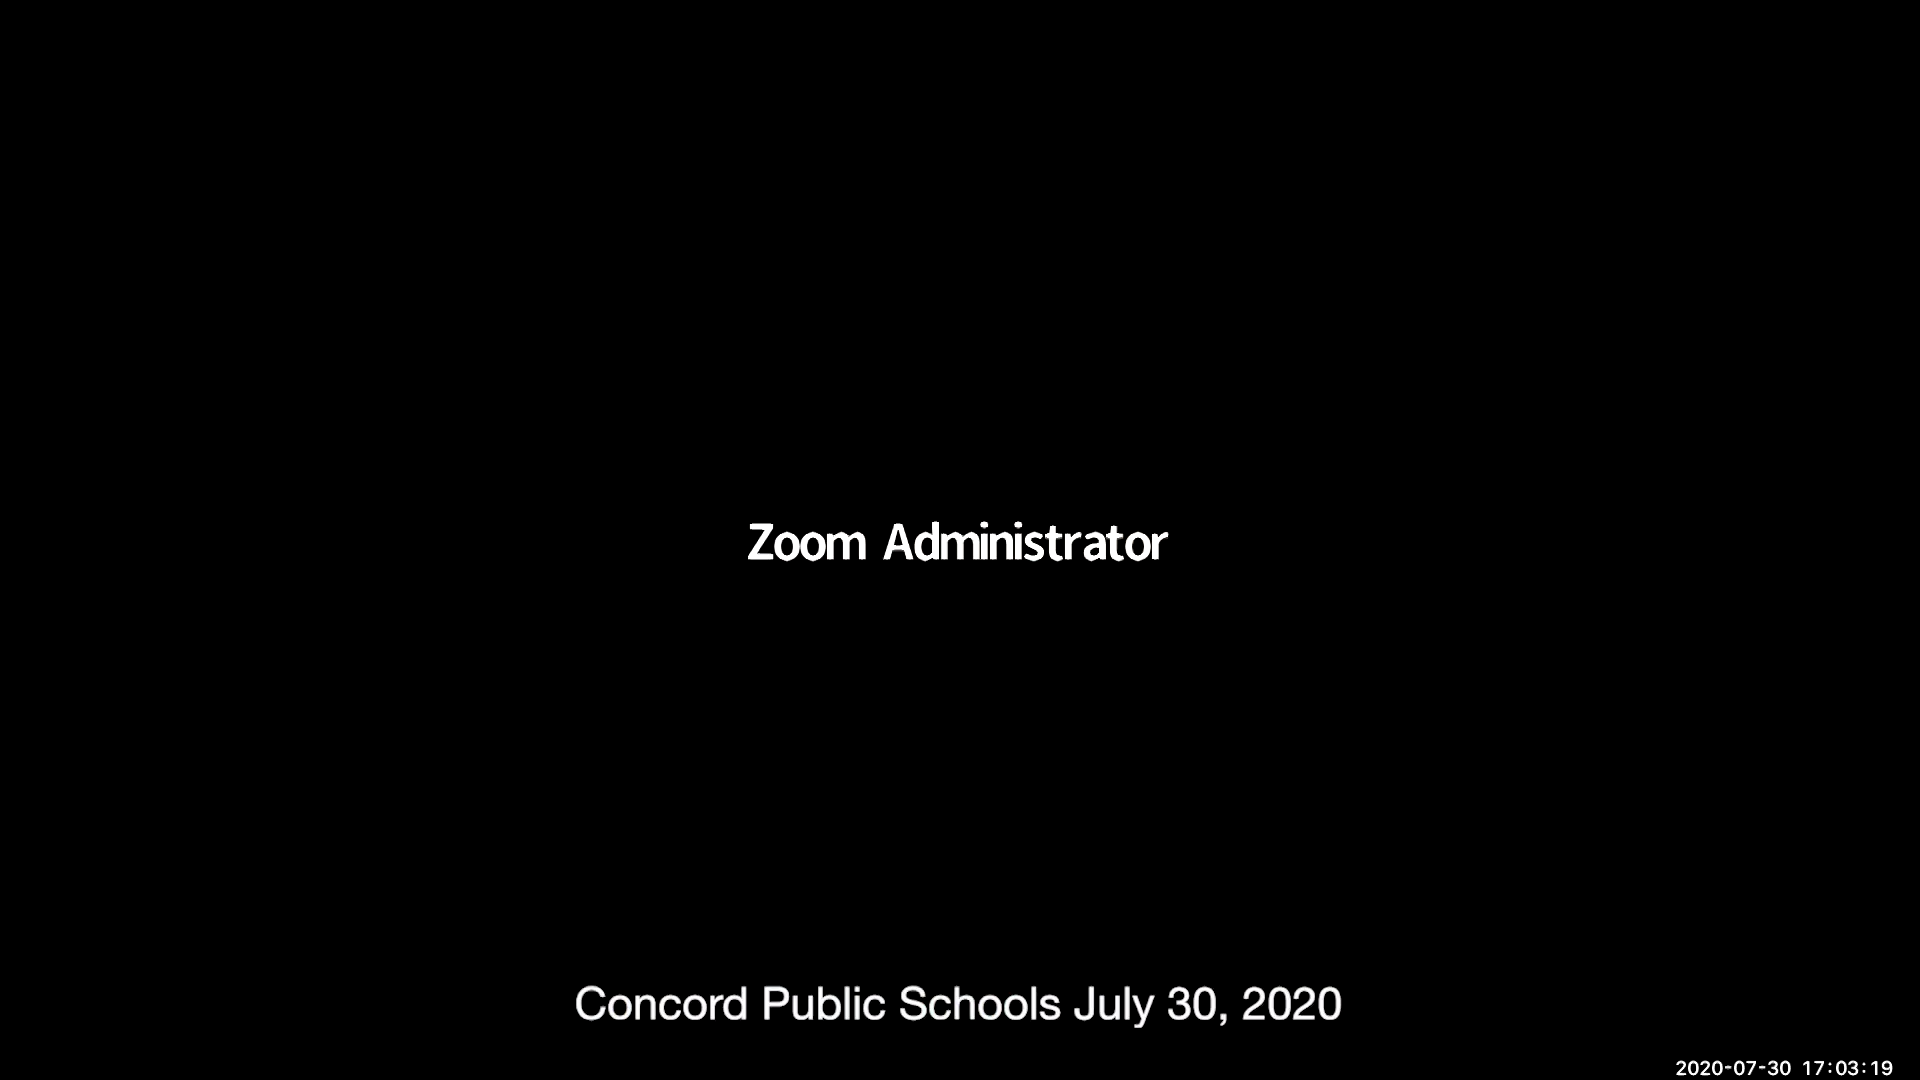 Zoom Administrator
Concord Public Schools July 30, 2020
2020-07-30 17:03:19